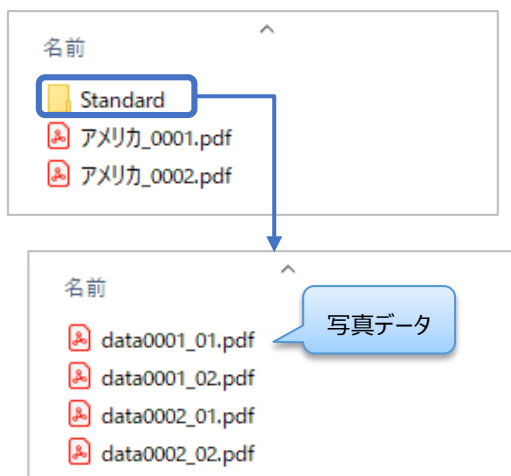 名前
Standard
アメリカ_0001.pdf
アメリカ_0002.pdf
名前
写真データ
data0001_01.pdf
data0001_02.pdf
data0002_01.pdf
data0002_02.pdf